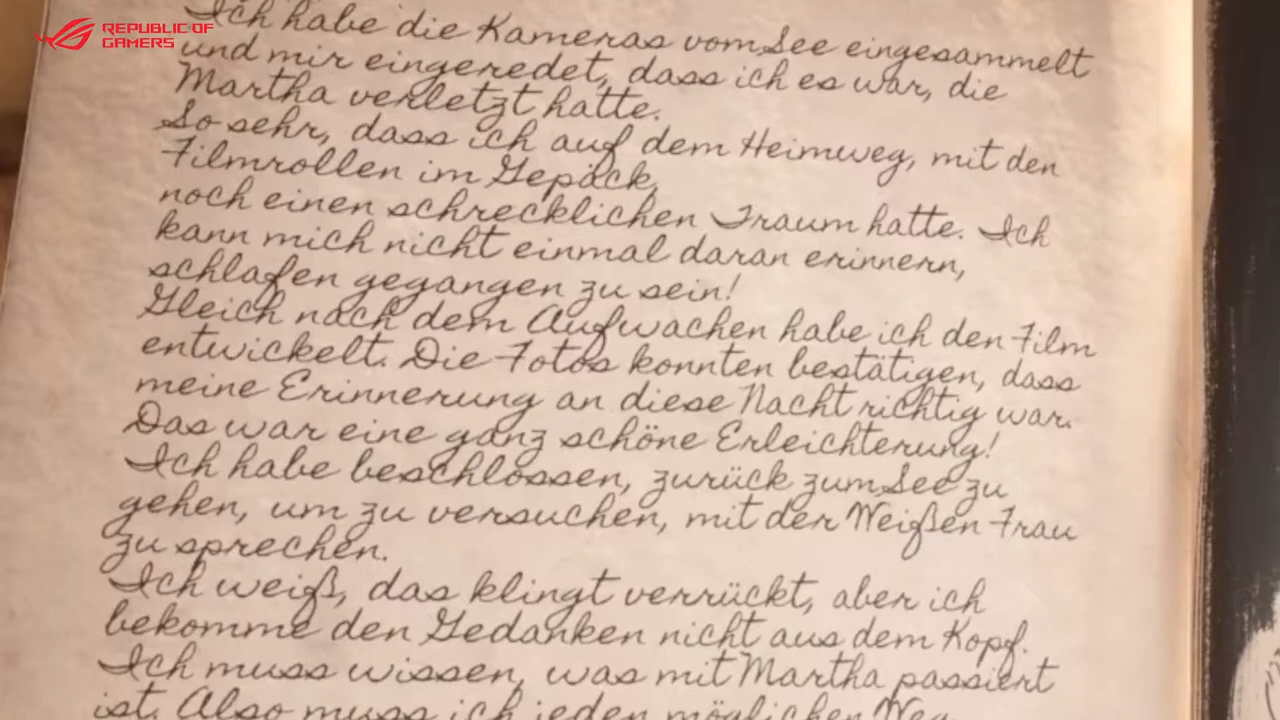 REPUBLIC OF
GAMERS
Ich habe die Kameras vom See eingesammelt
und mir eingeredet, dass ich es war, die
Martha verletzt hatte.
So sehr, dass ich auf dem Heimweg, mit den
Filmrollen im Gepäck,
noch einen schrecklichen Traum hatte. Ich
kann mich nicht einmal daran erinnern,
schlafen gegangen zu sein!
Gleich nach dem Aufwachen habe ich den Film
entwickelt. Die Fotos konnten bestätigen, dass
meine Erinnerung an diese Nacht richtig war.
Das war eine ganz schöne Erleichterung!
Ich habe beschlossen, zurück zum See zu
gehen, um zu versuchen, mit der Weißen Frau
zu sprechen.
Ich weiß, das klingt verrückt, aber ich
bekomme den Gedanken nicht aus dem Kopf.
Ich muss wissen, was mit Martha passiert
ist. Also muss ich jeden möglichen Weg